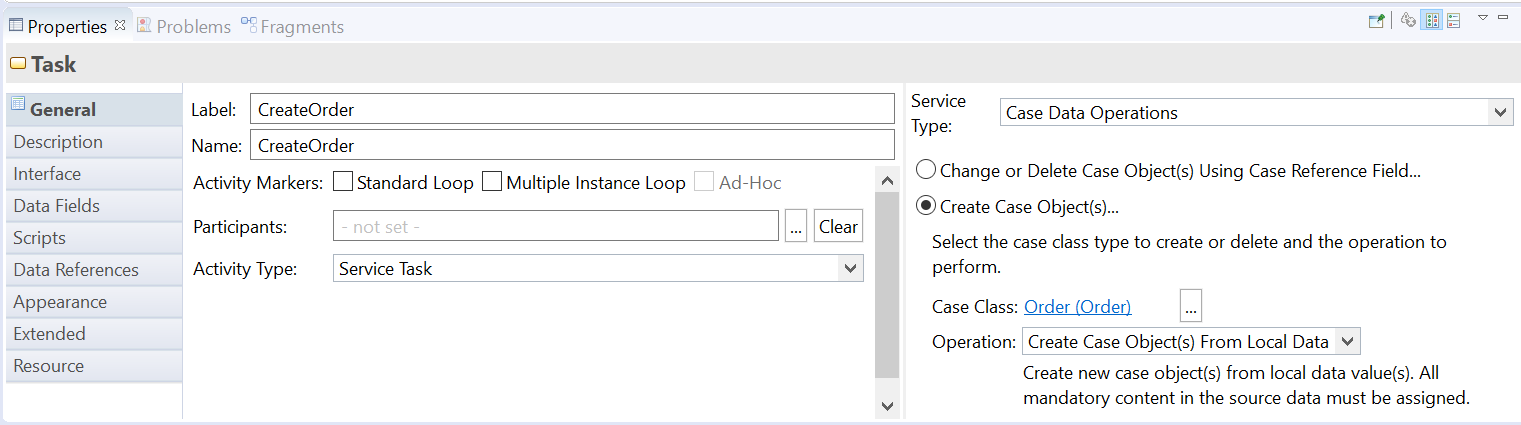 Properties
Problems
Fragments
Task
General
Description
Interface
Data Fields
Scripts
Data References
Appearance
Extended
Resource
Label: CreateOrder
Name: CreateOrder
Activity Markers: Standard Loop Multiple Instance Loop Ad-Hoc
Participants: - not set - ... Clear
Activity Type: Service Task
Service
Type: Case Data Operations
Change or Delete Case Object(s) Using Case Reference Field...
Create Case Object(s)...
Select the case class type to create or delete and the operation to
perform.
Case Class: Order (Order) ...
Operation: Create Case Object(s) From Local Data
Create new case object(s) from local data value(s). All
mandatory content in the source data must be assigned.